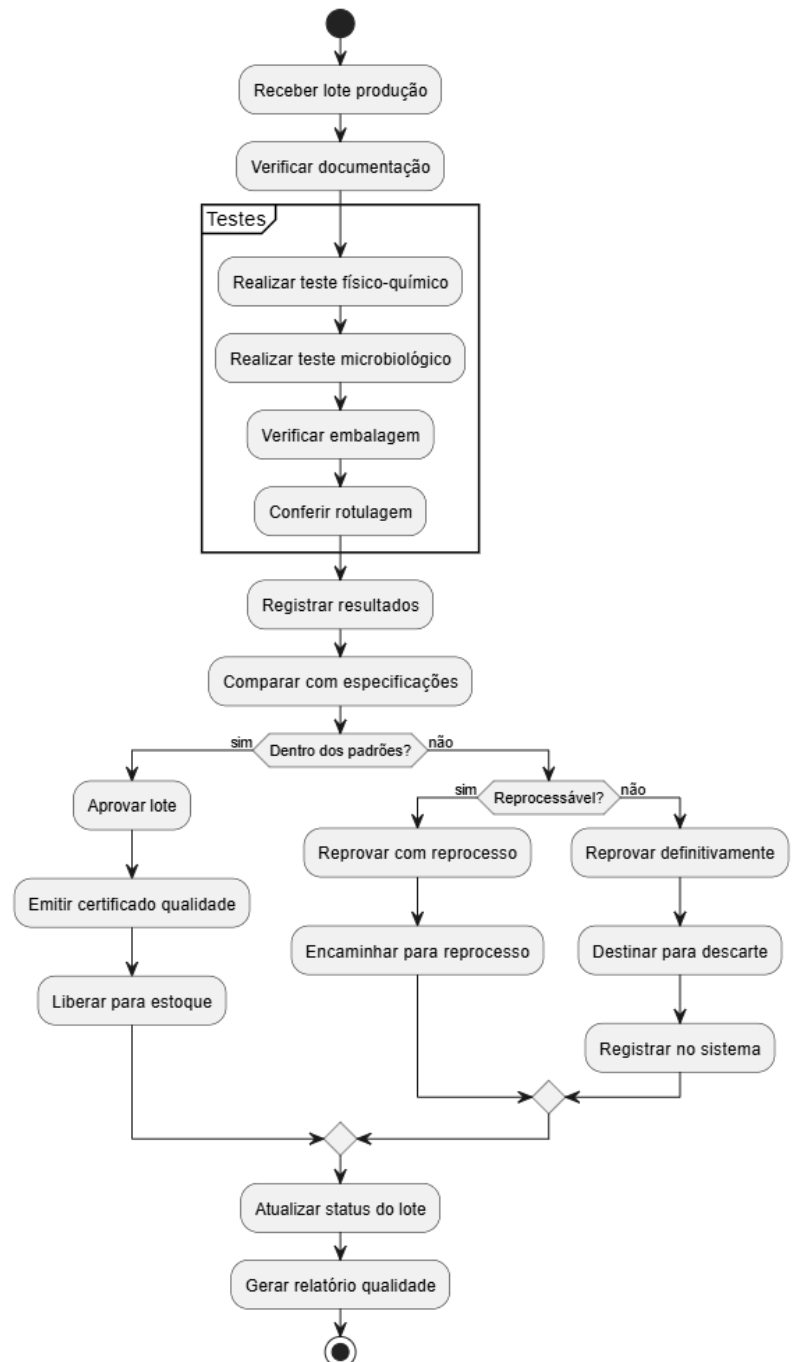 Receber lote produção
Verificar documentação
Testes
Realizar teste físico-químico
Realizar teste microbiológico
Verificar embalagem
Conferir rotulagem
Registrar resultados
Comparar com especificações
sim
Dentro dos padrões?
não
Aprovar lote
Emitir certificado qualidade
Liberar para estoque
sim
Reprocessável?
não
Reprovar com reprocesso
Encaminhar para reprocesso
Reprovar definitivamente
Destinar para descarte
Registrar no sistema
Atualizar status do lote
Gerar relatório qualidade